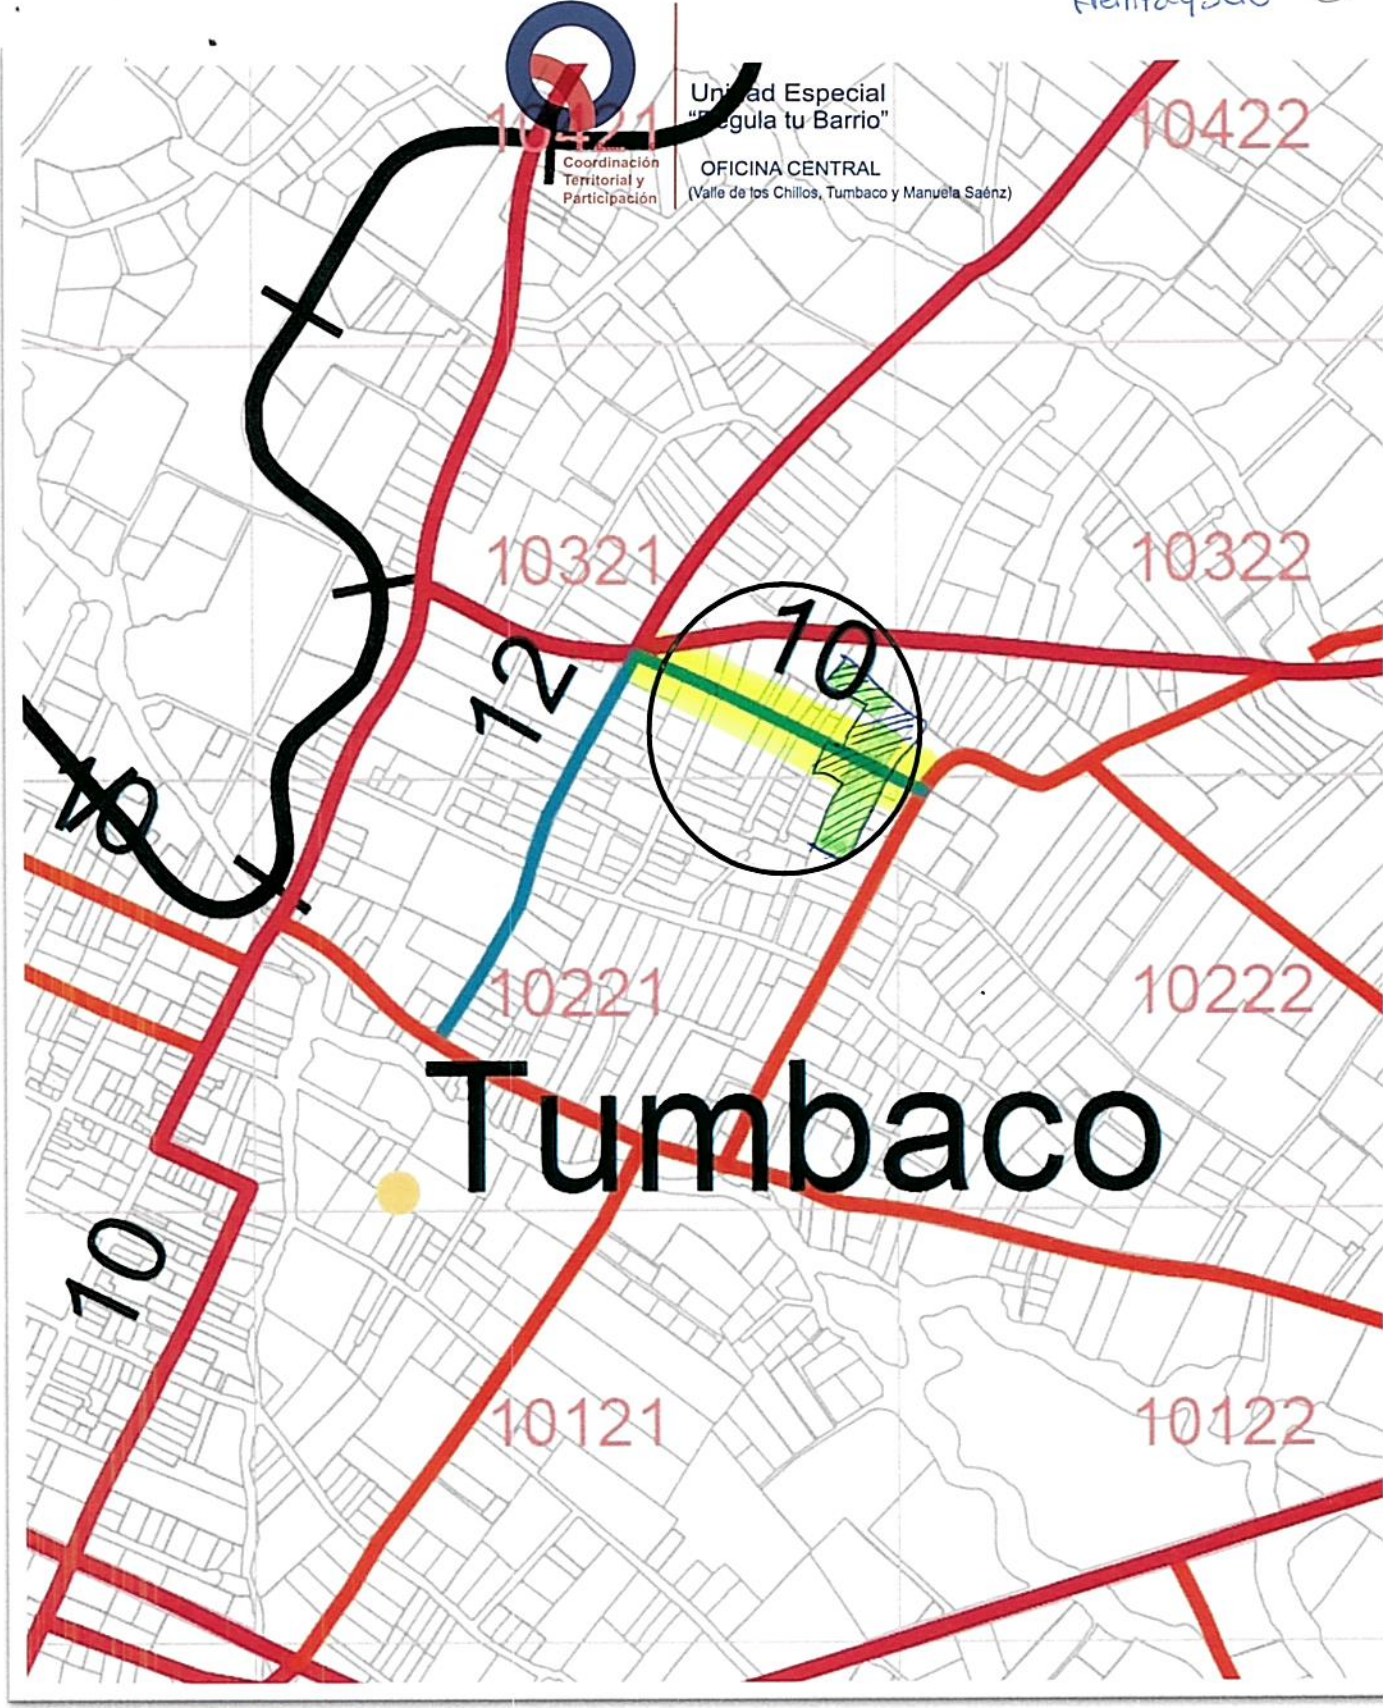 Unidad Especial
"Regula tu Barrio"
OFICINA CENTRAL
(Valle de los Chillos, Tumbaco y Manuela Saénz)
Coordinación
Territorial y
Participación
10421
10422
10321
10322
10
12
10221
10222
Tumbaco
10
10121
10122